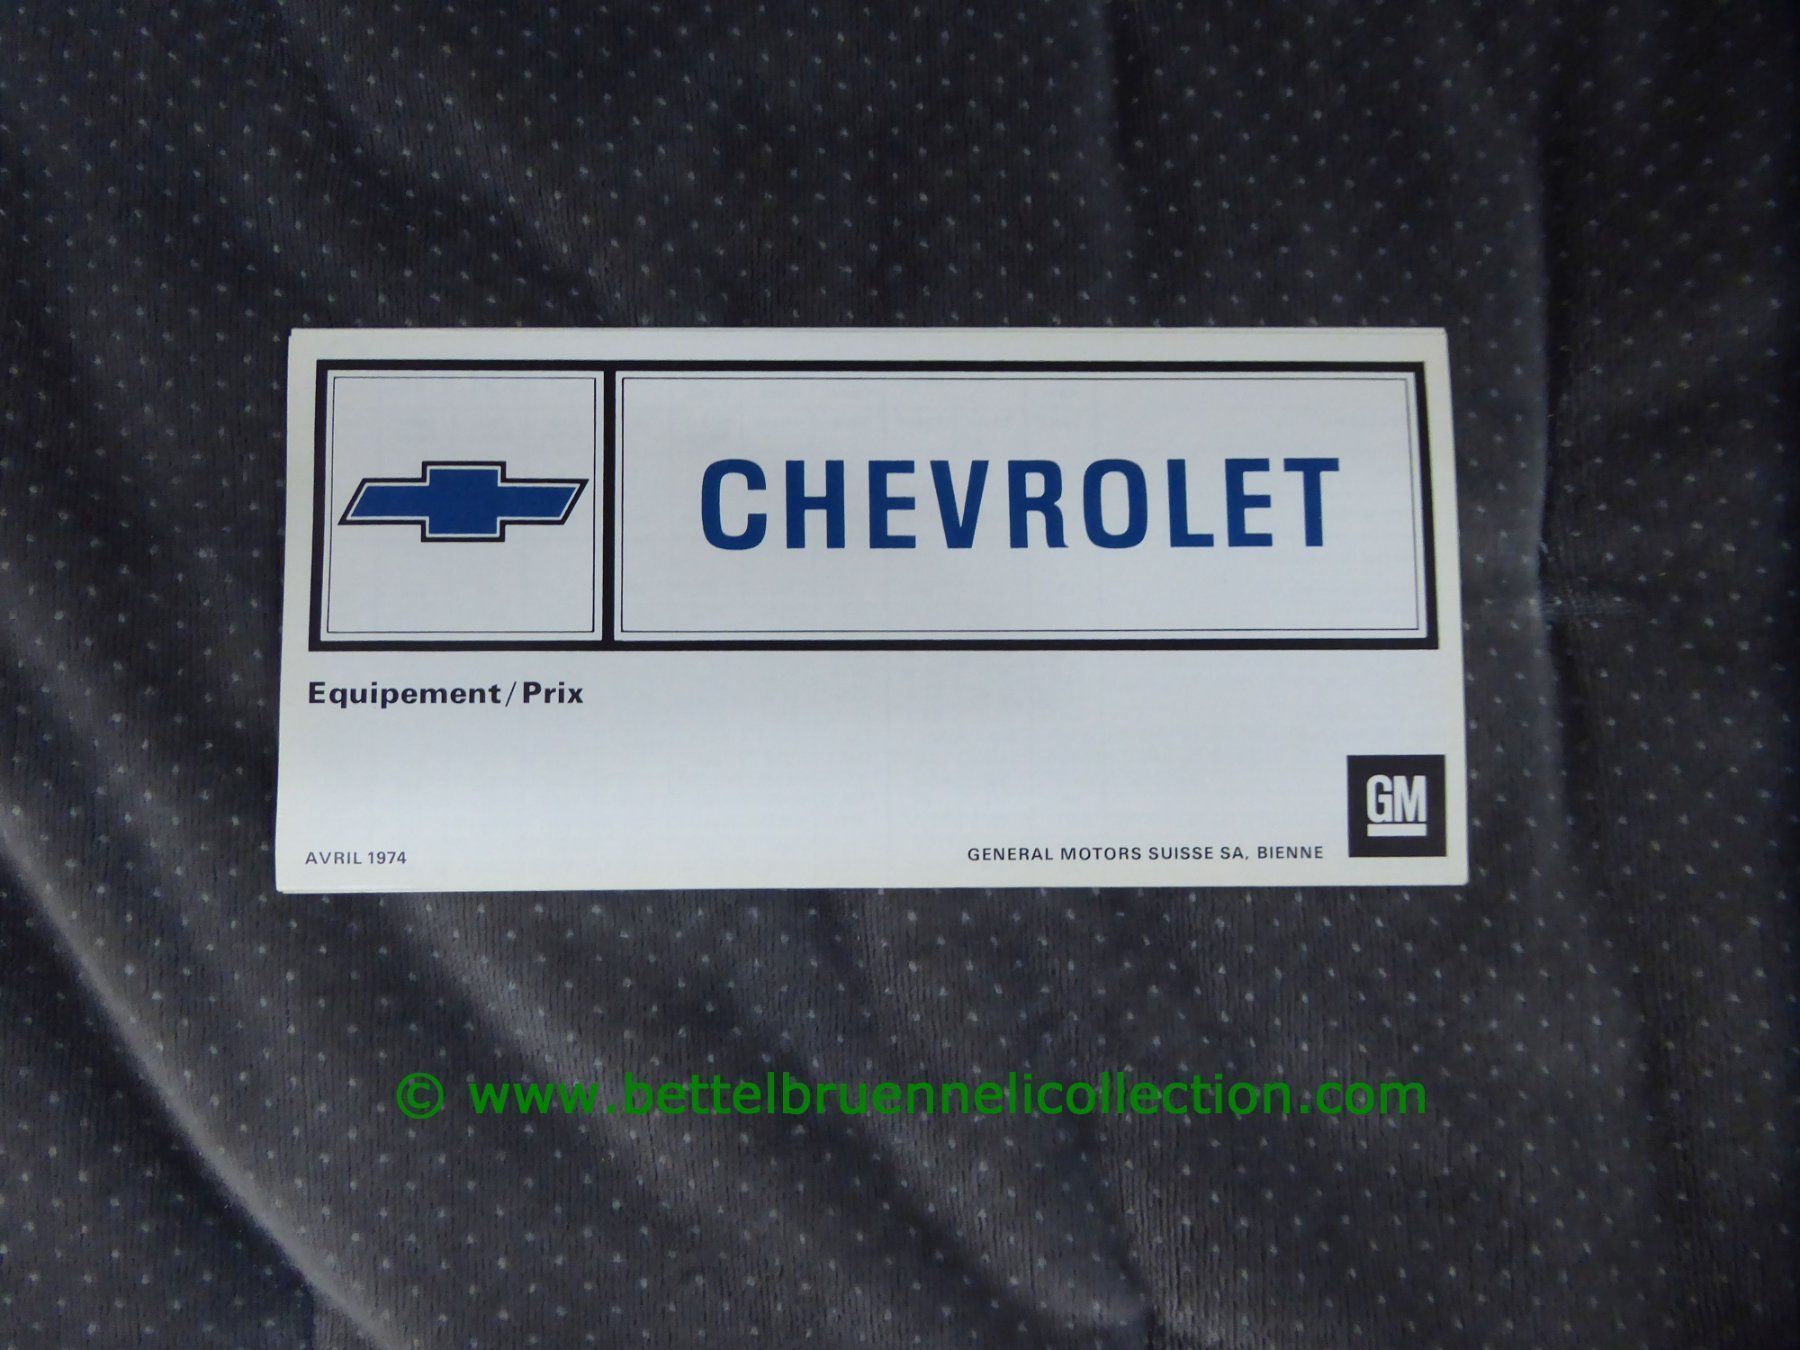 CHEVROLET
Equipement/Prix
GM
AVRIL 1974
GENERAL MOTORS SUISSE SA, BIENNE
© www.bettelbruennelicollection.com